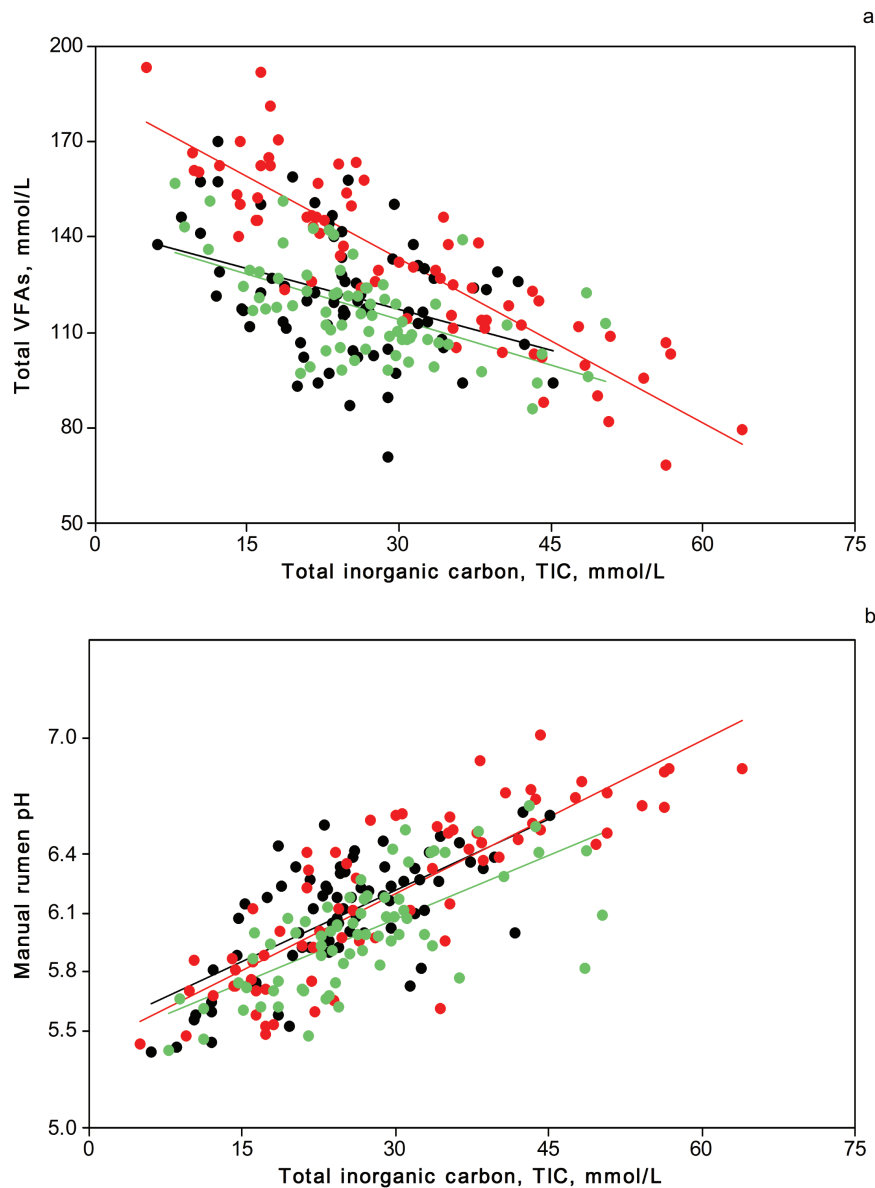 a
200
170
140
110
80
50
Total VFAs, mmol/L
0 15 30 45 60 75
Total inorganic carbon, TIC, mmol/L
b
7.0
6.4
6.1
5.8
5.5
5.0
Manual rumen pH
0 15 30 45 60 75
Total inorganic carbon, TIC, mmol/L